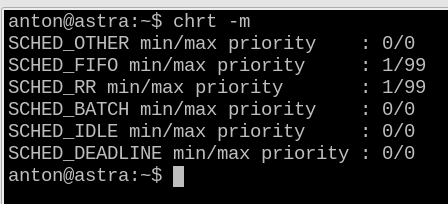 anton@astra:~$ chrt -m
SCHED_OTHER min/max priority    : 0/0
SCHED_FIFO min/max priority     : 1/99
SCHED_RR min/max priority       : 1/99
SCHED_BATCH min/max priority    : 0/0
SCHED_IDLE min/max priority     : 0/0
SCHED_DEADLINE min/max priority : 0/0
anton@astra:~$